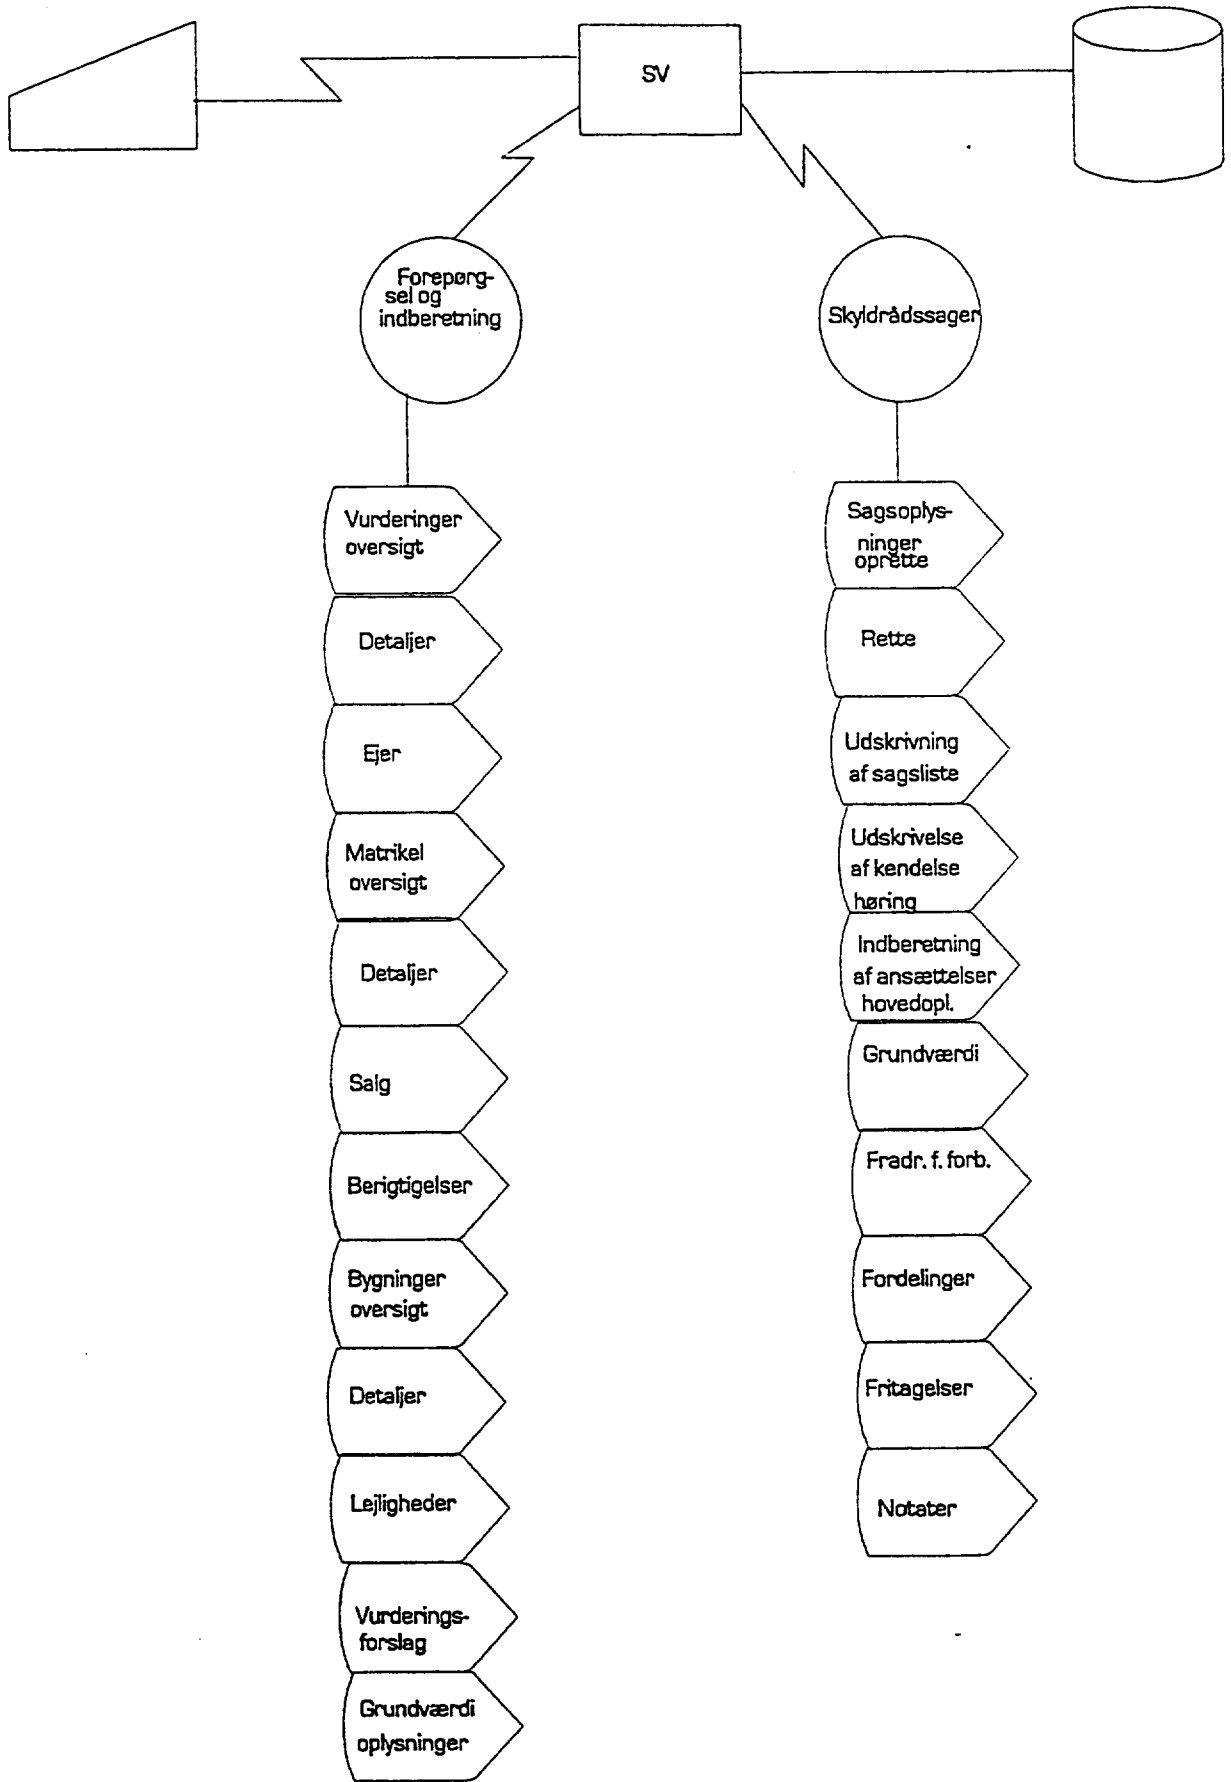 SV
Forepørg-
sel og
indberetning
Vurderinger
oversigt
Detaljer
Ejer
Matrikel
oversigt
Detaljer
Salg
Berigtigelser
Bygninger
oversigt
Detaljer
Lejligheder
Vurderings-
forslag
Grundværdi
oplysninger
Skyldrådssager
Sagsoplys-
ninger
oprette
Rette
Udskrivning
af sagsliste
Udskrivelse
af kendelse
høring
Indberetning
af ansættelser
hovedopl.
Grundværdi
Fradr. f. forb.
Fordelinger
Fritagelser
Notater